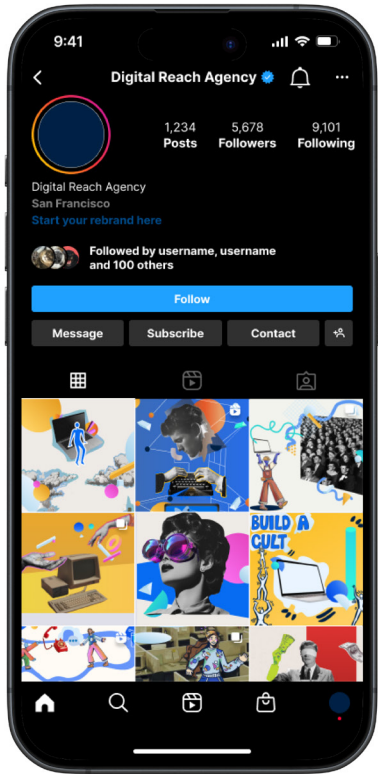 9:41
Digital Reach Agency
1,234 5,678 9,101
Posts Followers Following
Digital Reach Agency
San Francisco
Start your rebrand here
Followed by username, username
and 100 others
Follow
Message Subscribe Contact
BUILD A
CULT